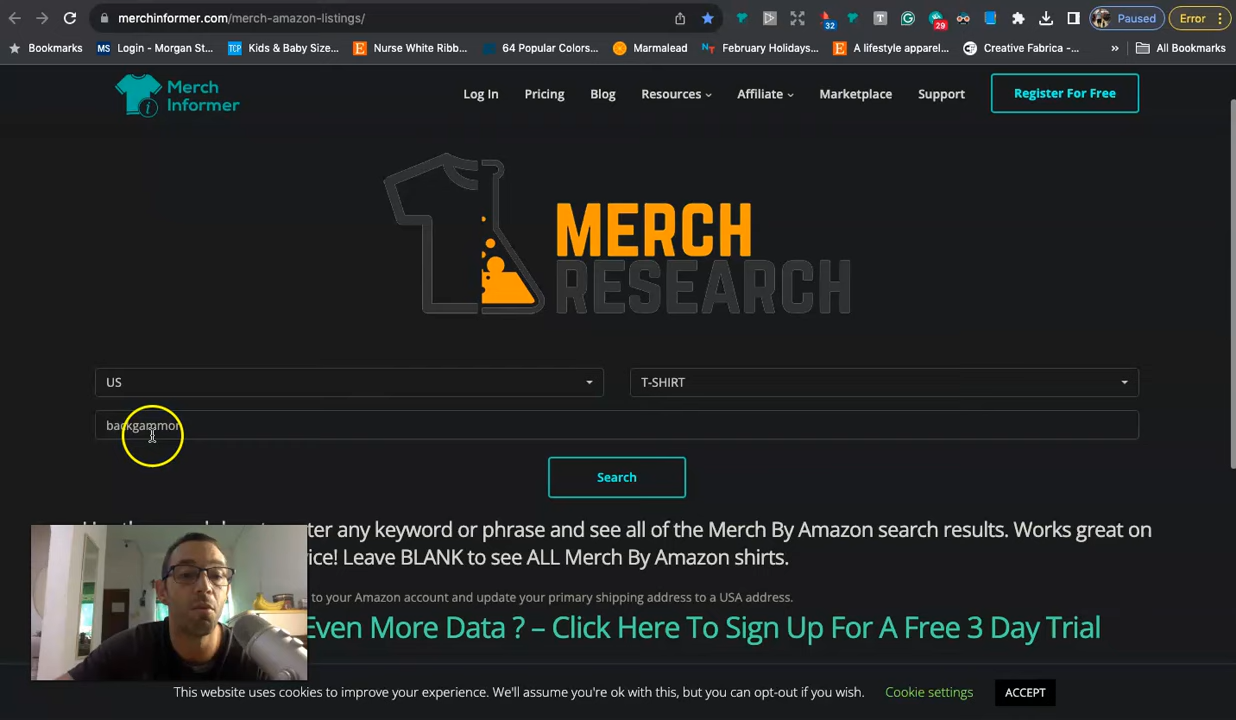 merchinformer.com/merch-amazon-listings/
32
29
Paused
Error
Bookmarks
MS
Login - Morgan St...
TCP
Kids & Baby Size...
E
Nurse White Ribb...
64 Popular Colors...
Marmalead
February Holidays...
E
A lifestyle apparel...
Creative Fabrica -...
»
All Bookmarks
Merch
Informer
Log In
Pricing
Blog
Resources
Affiliate
Marketplace
Support
Register For Free
MERCH
RESEARCH
US
T-SHIRT
backgammon
Search
ter any keyword or phrase and see all of the Merch By Amazon search results. Works great on
ice! Leave BLANK to see ALL Merch By Amazon shirts.
to your Amazon account and update your primary shipping address to a USA address.
Even More Data ? – Click Here To Sign Up For A Free 3 Day Trial
This website uses cookies to improve your experience. We'll assume you're ok with this, but you can opt-out if you wish.
Cookie settings
ACCEPT